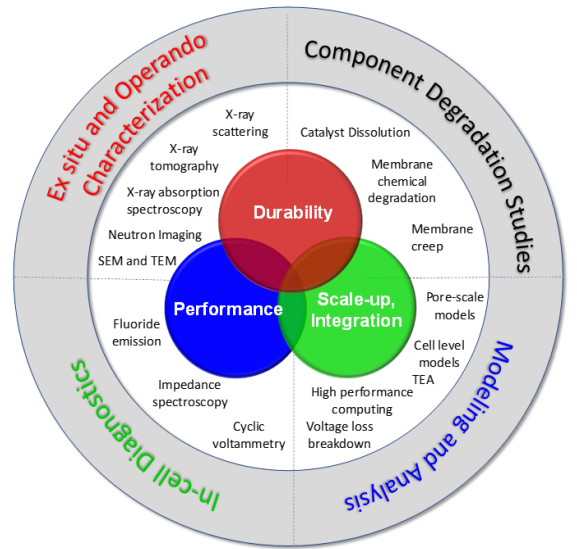 Ex situ and Operando
Characterization
Component Degradation Studies
X-ray
scattering
X-ray
tomography
X-ray absorption
spectroscopy
Neutron Imaging
SEM and TEM
Catalyst Dissolution
Membrane
chemical
degradation
Membrane
creep
Durability
Performance
Scale-up,
Integration
Fluoride
emission
Impedance
spectroscopy
Cyclic
voltammetry
Pore-scale
models
Cell level
models
TEA
High performance
computing
Voltage loss
breakdown
In-cell Diagnostics
Modeling and Analysis